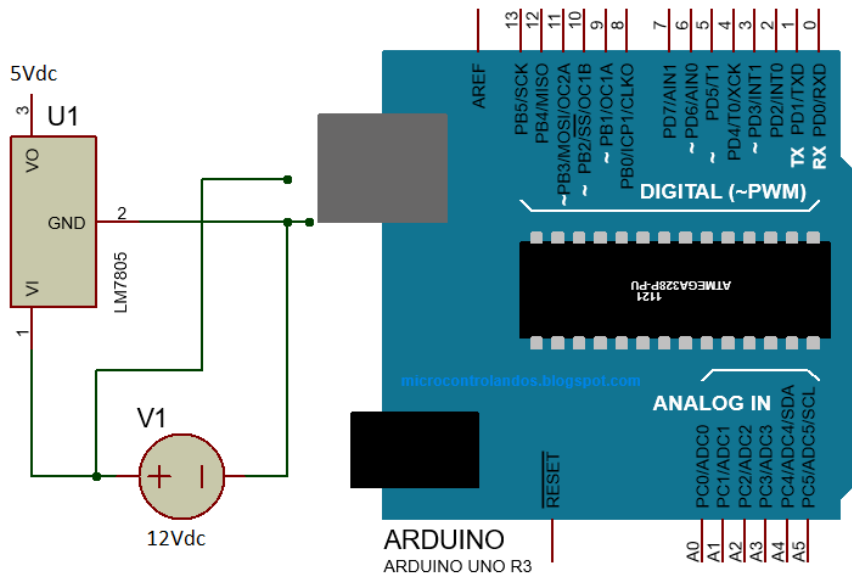 5Vdc
3
U1
VO
GND
2
VI
LM7805
1
V1
12Vdc
AREF
13
12
11
10
9
8
7
6
5
4
3
2
1
0
PB5/SCK
PB4/MISO
~PB3/MOSI/OC2A
~ PB2/SS/OC1B
~ PB1/OC1A
PB0/ICP1/CLKO
PD7/AIN1
~ PD6/AIN0
~ PD5/T1
PD4/T0/XCK
~ PD3/INT1
PD2/INT0
TX PD1/TXD
RX PD0/RXD
DIGITAL (~PWM)
ATMEGA328P-PU
1121
microcontrolandos.blogspot.com
ANALOG IN
RESET
PC0/ADC0
PC1/ADC1
PC2/ADC2
PC3/ADC3
PC4/ADC4/SDA
PC5/ADC5/SCL
A0
A1
A2
A3
A4
A5
ARDUINO
ARDUINO UNO R3